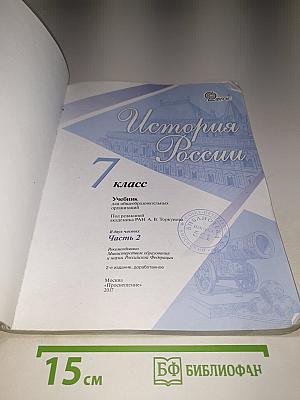 ФГОС
История
России
7 класс
Учебник
для общеобразовательных
организаций
Под редакцией
академика РАН А. В. Торкунова
В двух частях
Часть 2
Рекомендовано
Министерством образования
и науки Российской Федерации
2-е издание, доработанное
Москва
«Просвещение»
2017
15 см
БФ БИБЛИОФАН